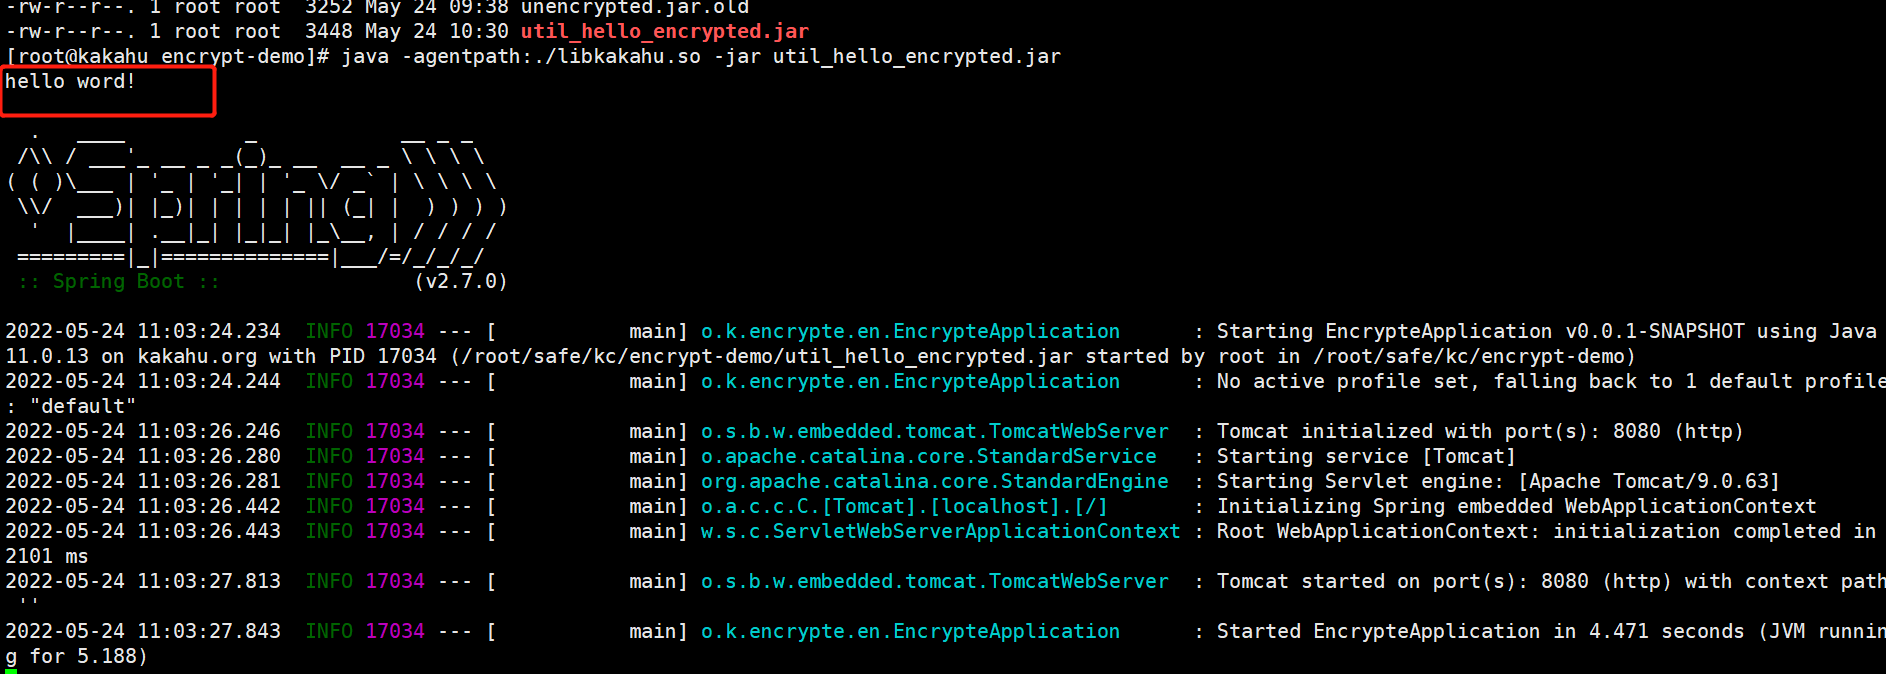 -rw-r--r--. 1 root root  3252 May 24 09:38 unencrypted.jar.old
-rw-r--r--. 1 root root  3448 May 24 10:30 util_hello_encrypted.jar
[root@kakahu encrypt-demo]# java -agentpath:./libkakahu.so -jar util_hello_encrypted.jar
hello word!
  .   ____          _            __ _ _
 /\\ / ___'_ __ _ _(_)_ __  __ _ \ \ \ \
( ( )\___ | '_ | '_| | '_ \/ _` | \ \ \ \
 \\/  ___)| |_)| | | | | || (_| |  ) ) ) )
  '  |____| .__|_| |_|_| |_\__, | / / / /
 =========|_|==============|___/=/_/_/_/
 :: Spring Boot ::                (v2.7.0)
2022-05-24 11:03:24.234  INFO 17034 --- [           main] o.k.encrypte.en.EncrypteApplication      : Starting EncrypteApplication v0.0.1-SNAPSHOT using Java
11.0.13 on kakahu.org with PID 17034 (/root/safe/kc/encrypt-demo/util_hello_encrypted.jar started by root in /root/safe/kc/encrypt-demo)
2022-05-24 11:03:24.244  INFO 17034 --- [           main] o.k.encrypte.en.EncrypteApplication      : No active profile set, falling back to 1 default profile
: "default"
2022-05-24 11:03:26.246  INFO 17034 --- [           main] o.s.b.w.embedded.tomcat.TomcatWebServer  : Tomcat initialized with port(s): 8080 (http)
2022-05-24 11:03:26.280  INFO 17034 --- [           main] o.apache.catalina.core.StandardService   : Starting service [Tomcat]
2022-05-24 11:03:26.281  INFO 17034 --- [           main] org.apache.catalina.core.StandardEngine  : Starting Servlet engine: [Apache Tomcat/9.0.63]
2022-05-24 11:03:26.442  INFO 17034 --- [           main] o.a.c.c.C.[Tomcat].[localhost].[/]       : Initializing Spring embedded WebApplicationContext
2022-05-24 11:03:26.443  INFO 17034 --- [           main] w.s.c.ServletWebServerApplicationContext : Root WebApplicationContext: initialization completed in
2101 ms
2022-05-24 11:03:27.813  INFO 17034 --- [           main] o.s.b.w.embedded.tomcat.TomcatWebServer  : Tomcat started on port(s): 8080 (http) with context path
 ''
2022-05-24 11:03:27.843  INFO 17034 --- [           main] o.k.encrypte.en.EncrypteApplication      : Started EncrypteApplication in 4.471 seconds (JVM runnin
g for 5.188)